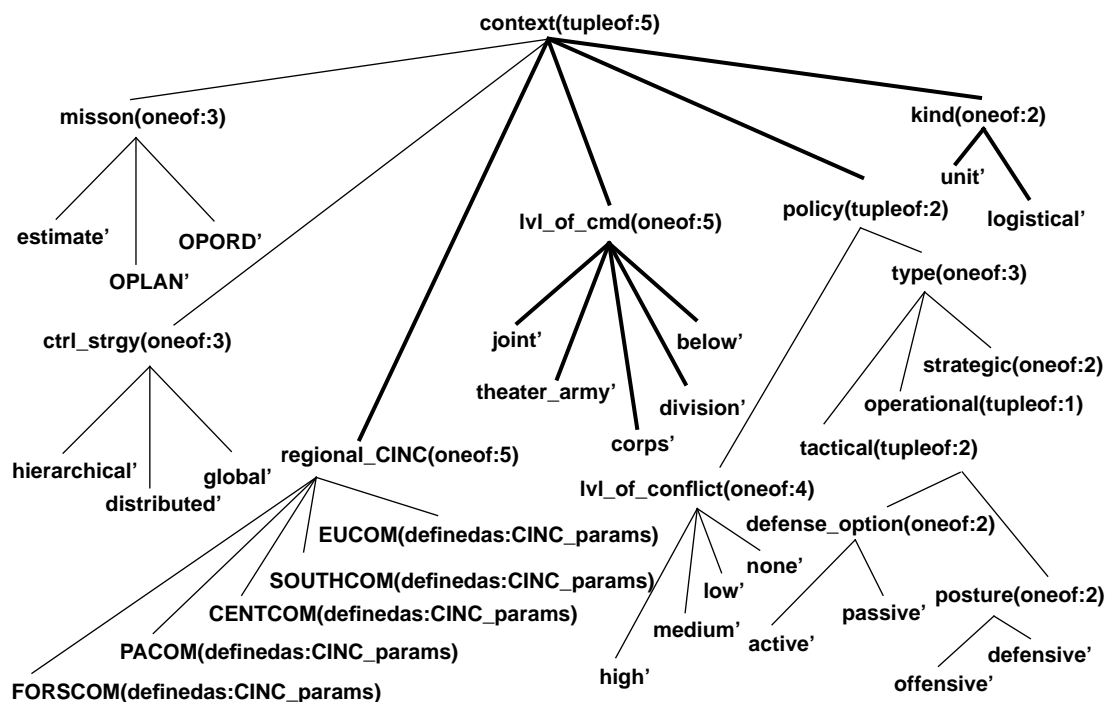 context(tupleof:5)
misson(oneof:3)
kind(oneof:2)
unit’
logistical’
policy(tupleof:2)
lvl_of_cmd(oneof:5)
estimate’
OPORD’
OPLAN’
type(oneof:3)
ctrl_strgy(oneof:3)
joint’
below’
theater_army’
division’
corps’
strategic(oneof:2)
operational(tupleof:1)
tactical(tupleof:2)
hierarchical’
global’
distributed’
regional_CINC(oneof:5)
lvl_of_conflict(oneof:4)
defense_option(oneof:2)
EUCOM(definedas:CINC_params)
SOUTHCOM(definedas:CINC_params)
CENTCOM(definedas:CINC_params)
PACOM(definedas:CINC_params)
FORSCOM(definedas:CINC_params)
none’
low’
medium’
high’
active’
passive’
posture(oneof:2)
defensive’
offensive’